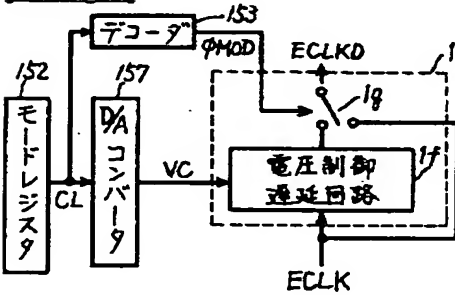 デコーダ
153
φMOD
ECLKD
1
152
モードレジスタ
157
D/Aコンバータ
1g
CL
VC
電圧制御
遅延回路
1f
ECLK